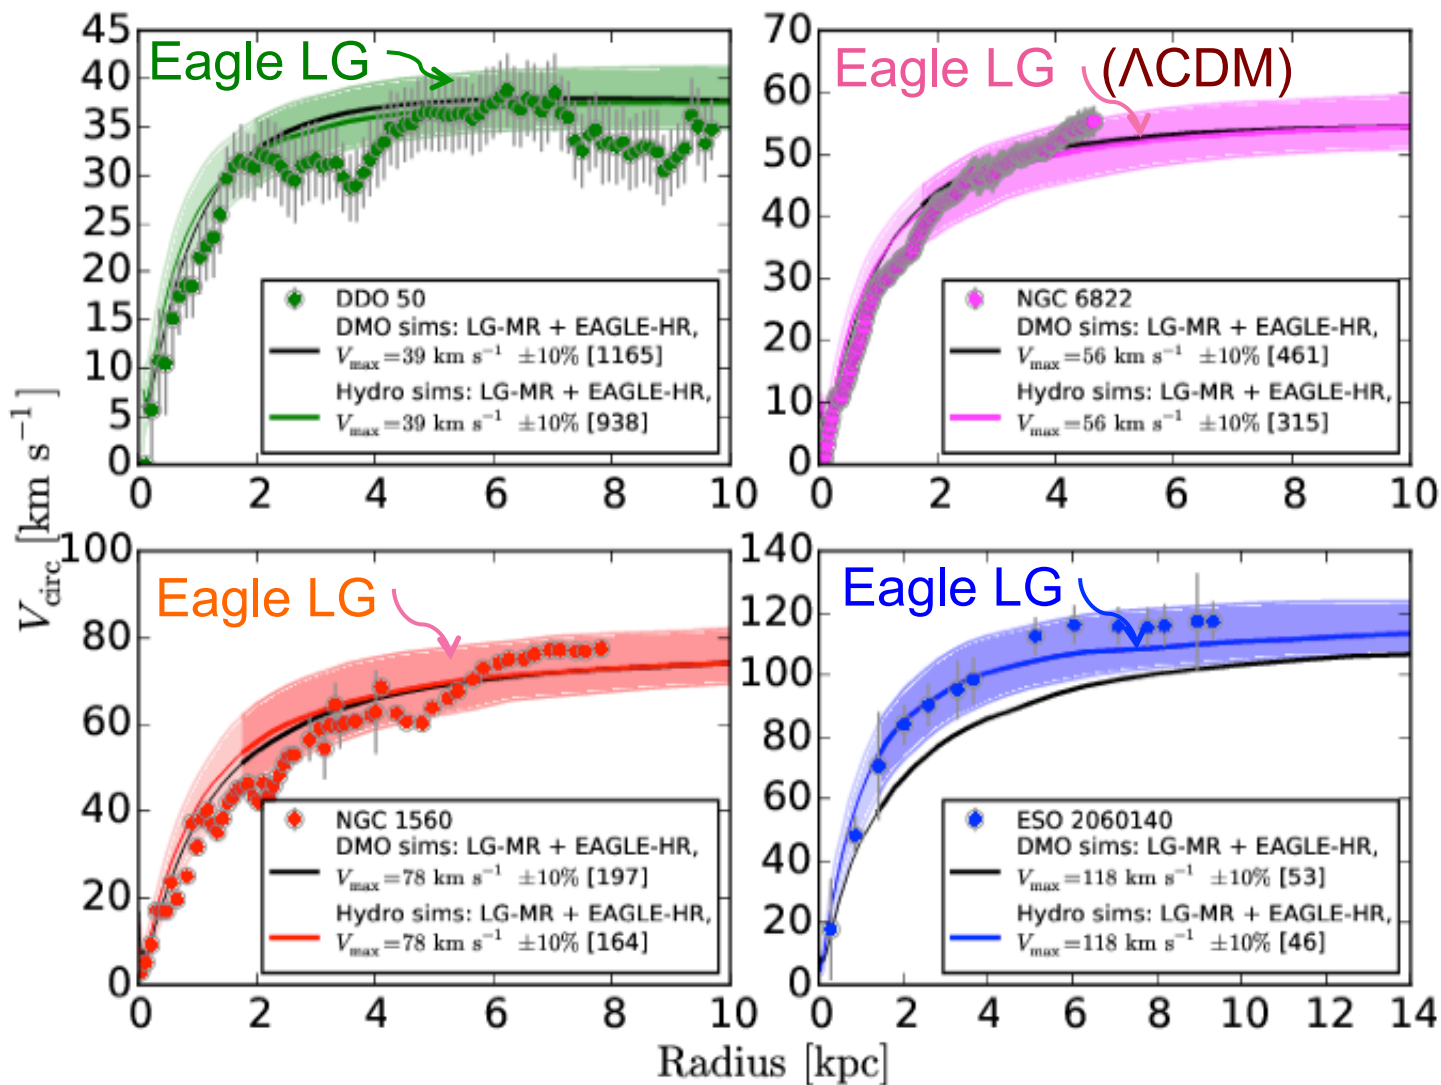 45
40
35
30
25
20
15
10
5
0
Eagle LG
DDO 50
DMO sims: LG-MR + EAGLE-HR,
V_max=39 km s⁻¹ ±10% [1165]
Hydro sims: LG-MR + EAGLE-HR,
V_max=39 km s⁻¹ ±10% [938]
0 2 4 6 8 10
70
60
50
40
30
20
10
0
Eagle LG (ΛCDM)
NGC 6822
DMO sims: LG-MR + EAGLE-HR,
V_max=56 km s⁻¹ ±10% [461]
Hydro sims: LG-MR + EAGLE-HR,
V_max=56 km s⁻¹ ±10% [315]
0 2 4 6 8 10
V_circ [km s⁻¹]
100
80
60
40
20
0
Eagle LG
NGC 1560
DMO sims: LG-MR + EAGLE-HR,
V_max=78 km s⁻¹ ±10% [197]
Hydro sims: LG-MR + EAGLE-HR,
V_max=78 km s⁻¹ ±10% [164]
0 2 4 6 8 10
140
120
100
80
60
40
20
0
Eagle LG
ESO 2060140
DMO sims: LG-MR + EAGLE-HR,
V_max=118 km s⁻¹ ±10% [53]
Hydro sims: LG-MR + EAGLE-HR,
V_max=118 km s⁻¹ ±10% [46]
0 2 4 6 8 10 12 14
Radius [kpc]